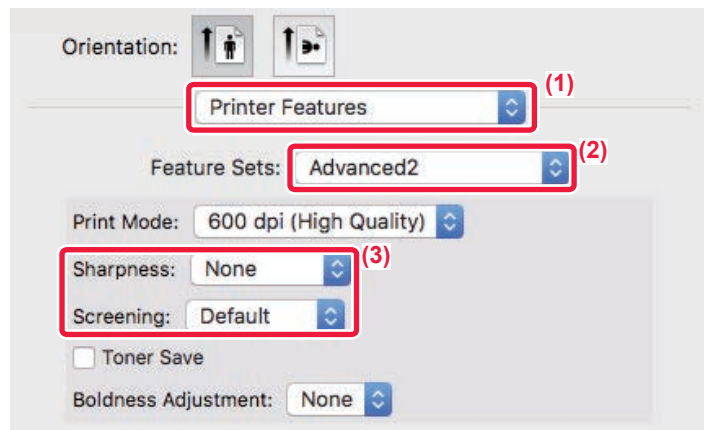 Orientation:
(1)
Printer Features
(2)
Feature Sets: Advanced2
Print Mode: 600 dpi (High Quality)
(3)
Sharpness: None
Screening: Default
Toner Save
Boldness Adjustment: None